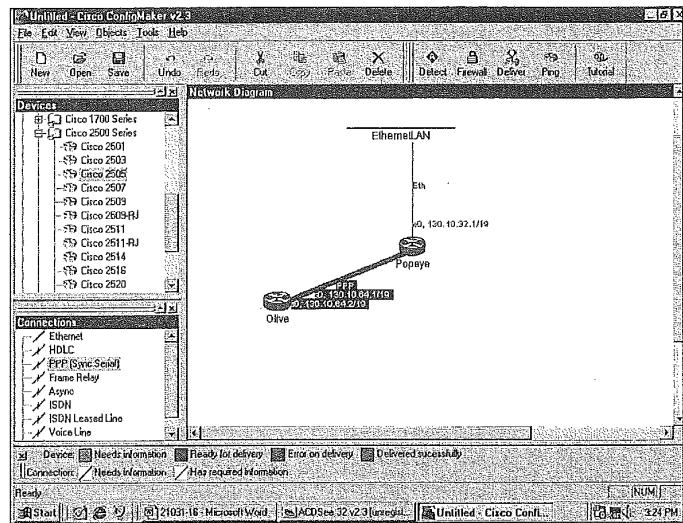 Untitled - Cisco ConfigMaker v2.3
File Edit View Objects Tools Help
New Open Save Undo Redo Cut Copy Paste Delete Detect Firewall Deliver Ping Tutorial
Devices
Cisco 1700 Series
Cisco 2500 Series
Cisco 2501
Cisco 2503
Cisco 2505
Cisco 2507
Cisco 2509
Cisco 2509-RJ
Cisco 2511
Cisco 2511-RJ
Cisco 2514
Cisco 2516
Cisco 2520
Connections
Ethernet
HDLC
PPP (Sync Serial)
Frame Relay
Async
ISDN
ISDN Leased Line
Voice Line
Network Diagram
EthernetLAN
Eth
e0, 130.10.32.1/19
Popeye
PPP
s0, 130.10.64.1/19
s0, 130.10.64.2/19
Olive
Device: Needs information Ready for delivery Error on delivery Delivered sucessfully
Connection: Needs information Has required information
Ready NUM
Start 21031-16 - Microsoft Word ACDSee 32 v2.3 Untitled - Cisco Confi... 3:24 PM